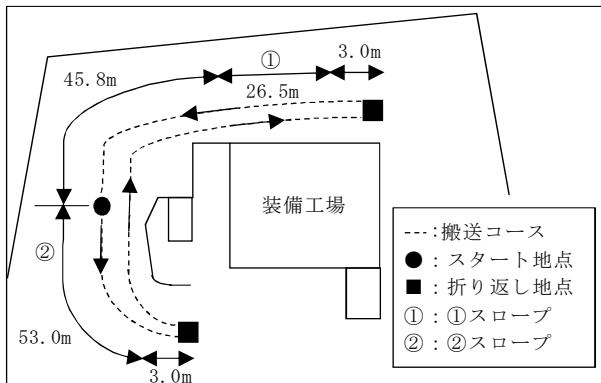 ①
3.0m
45.8m
26.5m
装備工場
②
53.0m
3.0m
----:搬送コース
●：スタート地点
■：折り返し地点
①：①スロープ
②：②スロープ